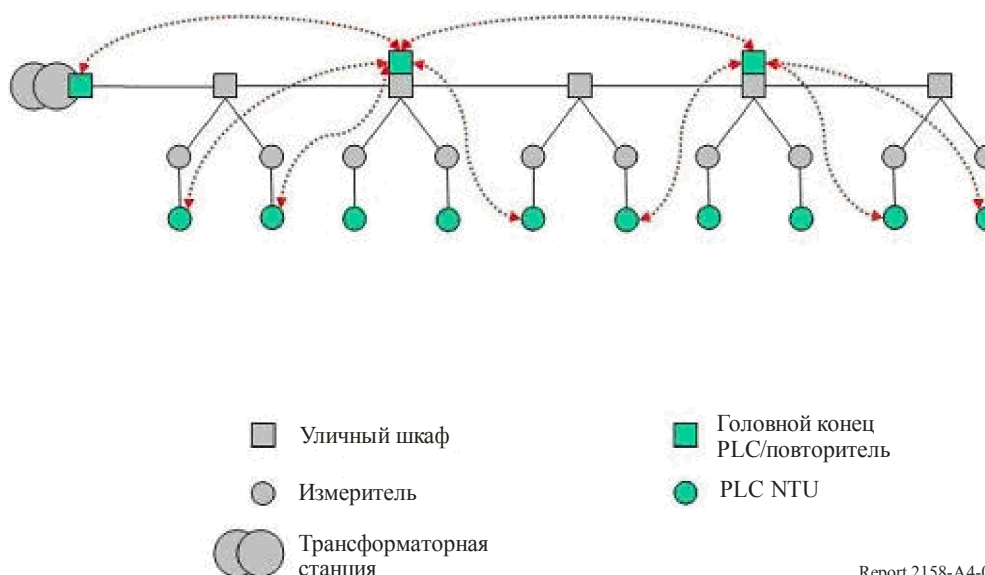 Уличный шкаф
Головной конец
PLC/повторитель
Измеритель
PLC NTU
Трансформаторная
станция
Report 2158-A4-0